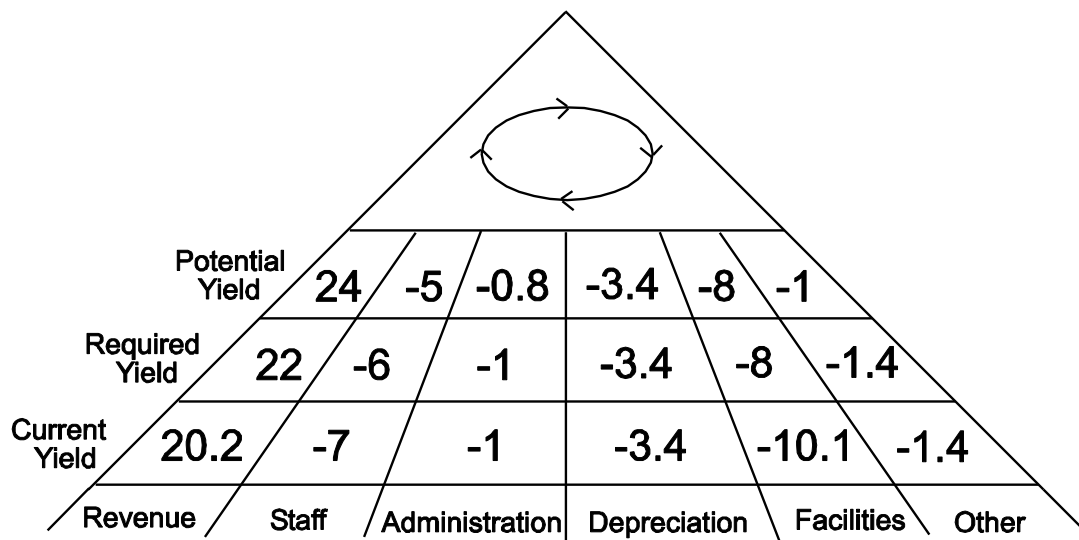 Potential
Yield
24 -5 -0.8 -3.4 -8 -1
Required
Yield
22 -6 -1 -3.4 -8 -1.4
Current
Yield
20.2 -7 -1 -3.4 -10.1 -1.4
Revenue Staff Administration Depreciation Facilities Other